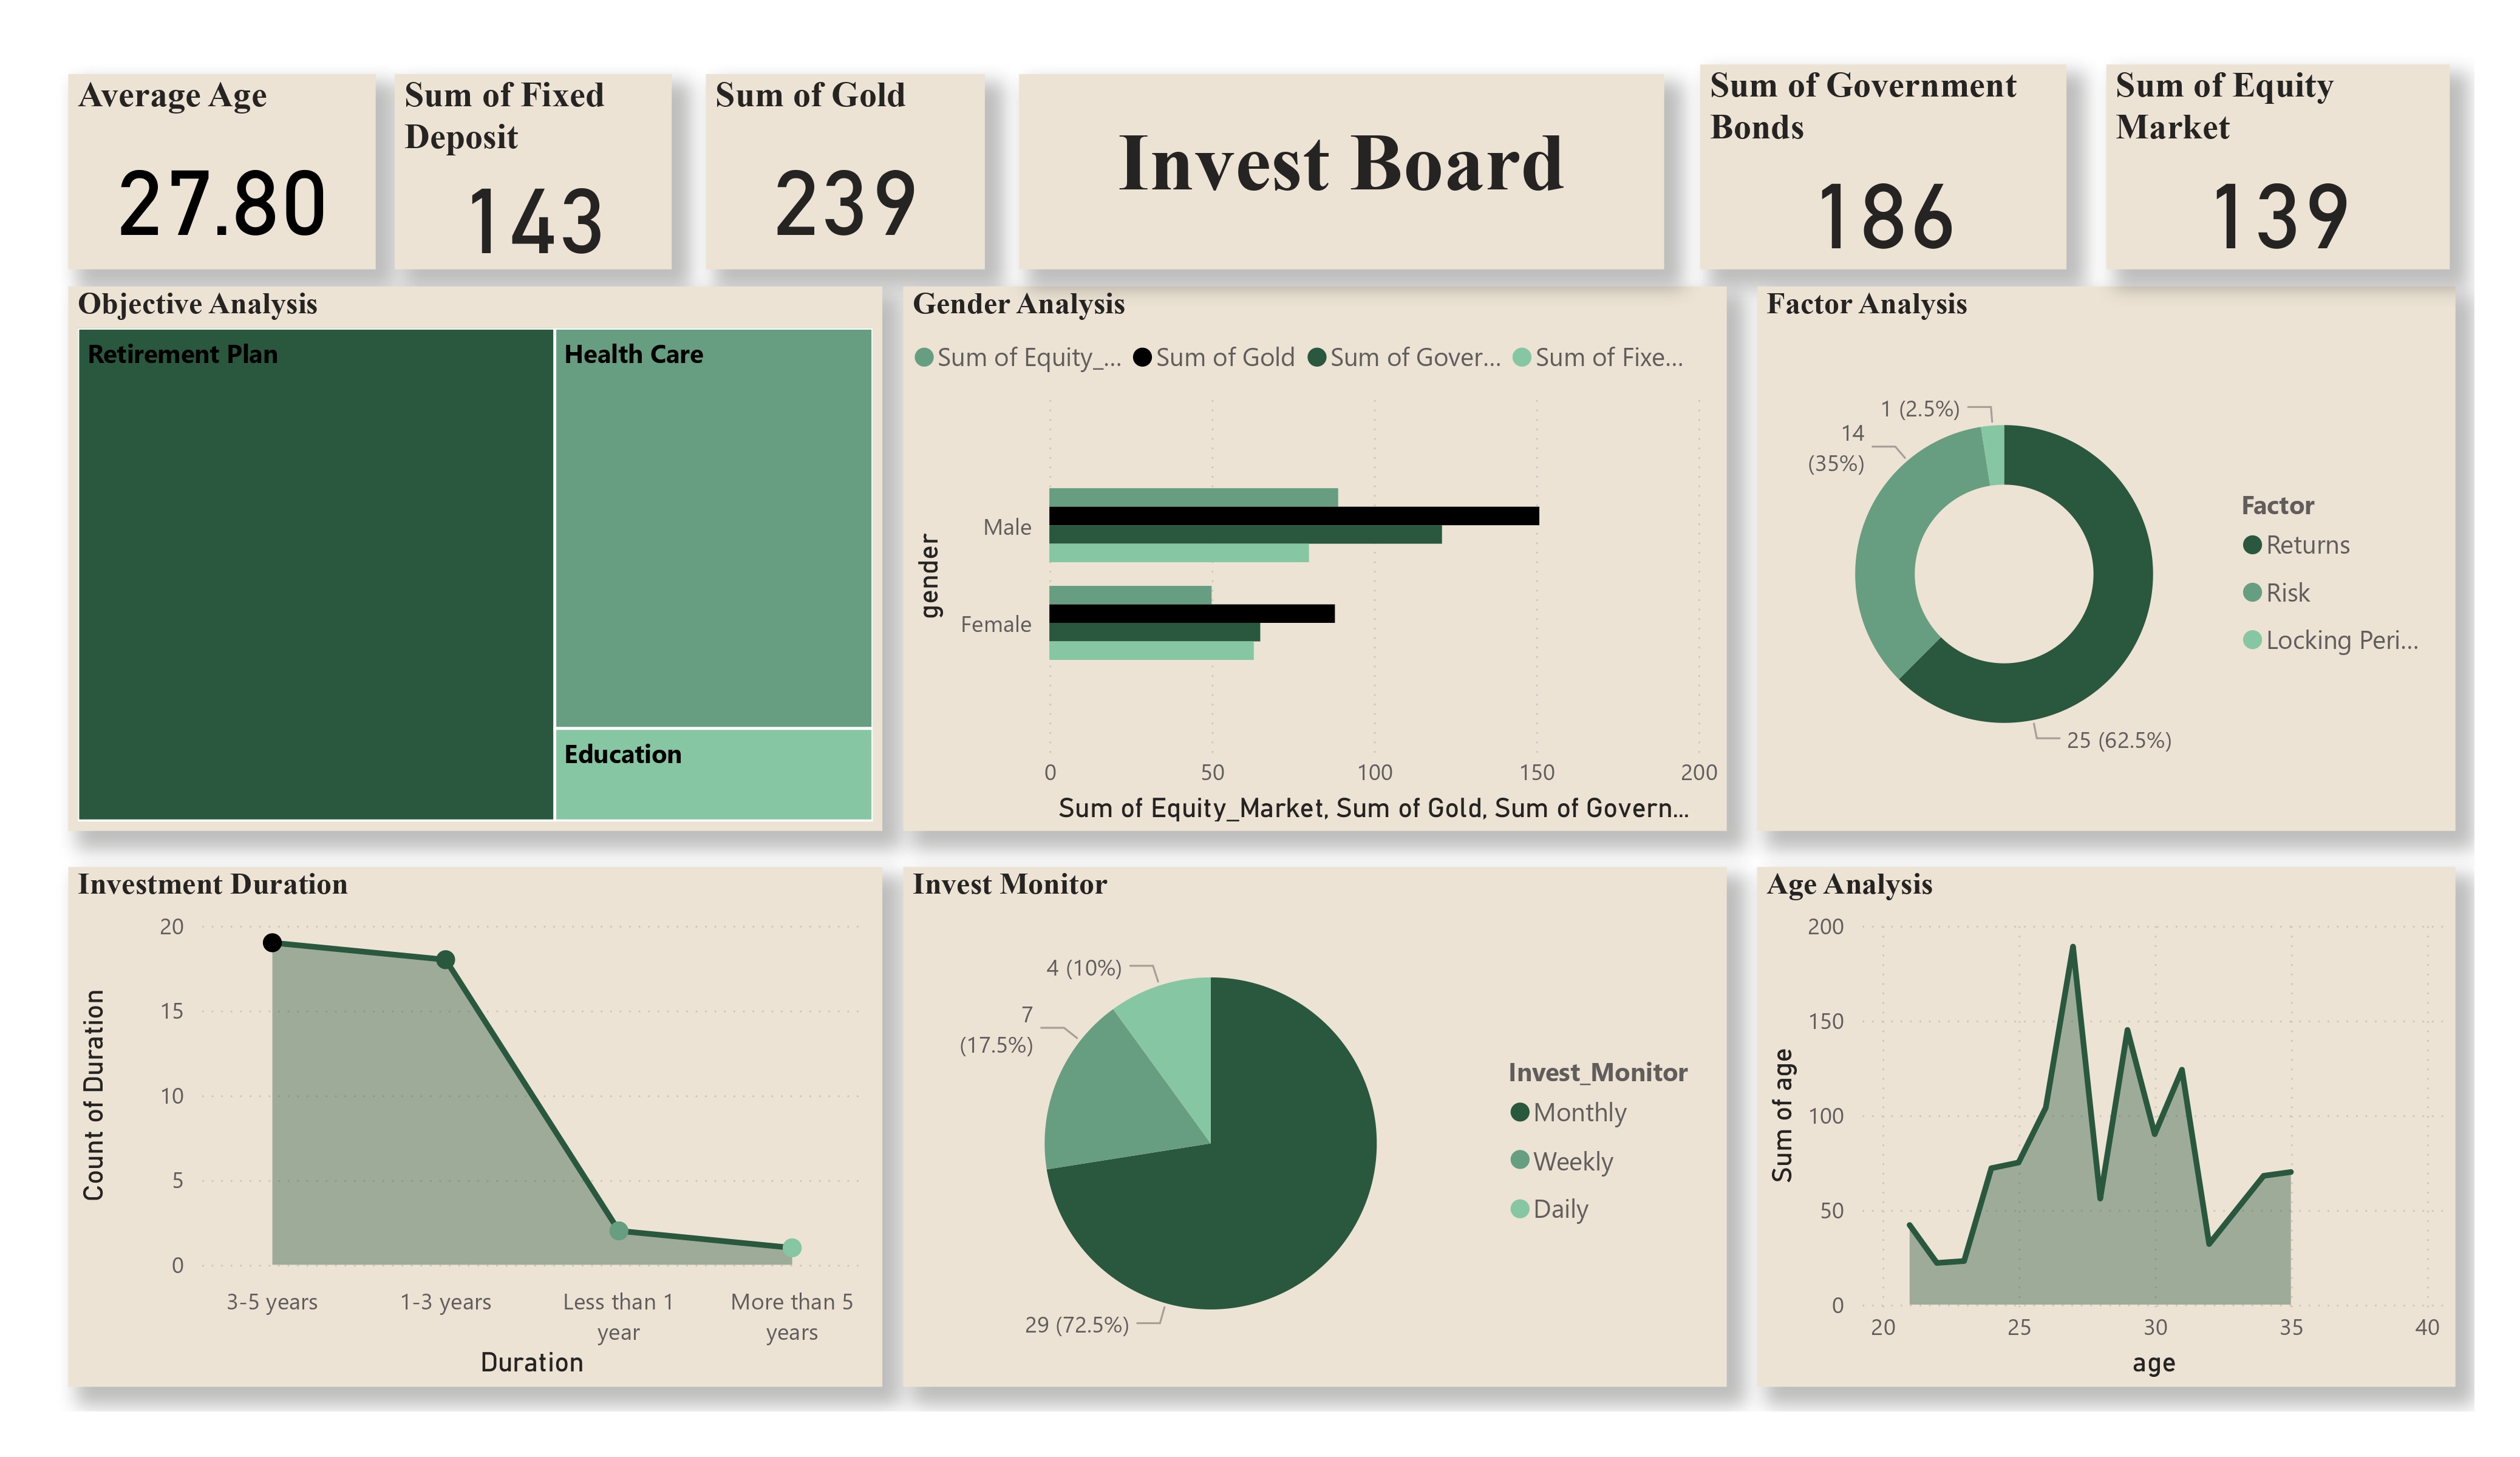 Average Age
27.80
Sum of Fixed
Deposit
143
Sum of Gold
239
Invest Board
Sum of Government
Bonds
186
Sum of Equity
Market
139
Objective Analysis
Retirement Plan
Health Care
Education
Gender Analysis
Sum of Equity_... Sum of Gold Sum of Gover... Sum of Fixe...
gender
Male
Female
0 50 100 150 200
Sum of Equity_Market, Sum of Gold, Sum of Govern...
Factor Analysis
1 (2.5%)
14
(35%)
25 (62.5%)
Factor
Returns
Risk
Locking Peri...
Investment Duration
Count of Duration
20
15
10
5
0
3-5 years 1-3 years Less than 1 More than 5
year years
Duration
Invest Monitor
4 (10%)
7
(17.5%)
29 (72.5%)
Invest_Monitor
Monthly
Weekly
Daily
Age Analysis
Sum of age
200
150
100
50
0
20 25 30 35 40
age